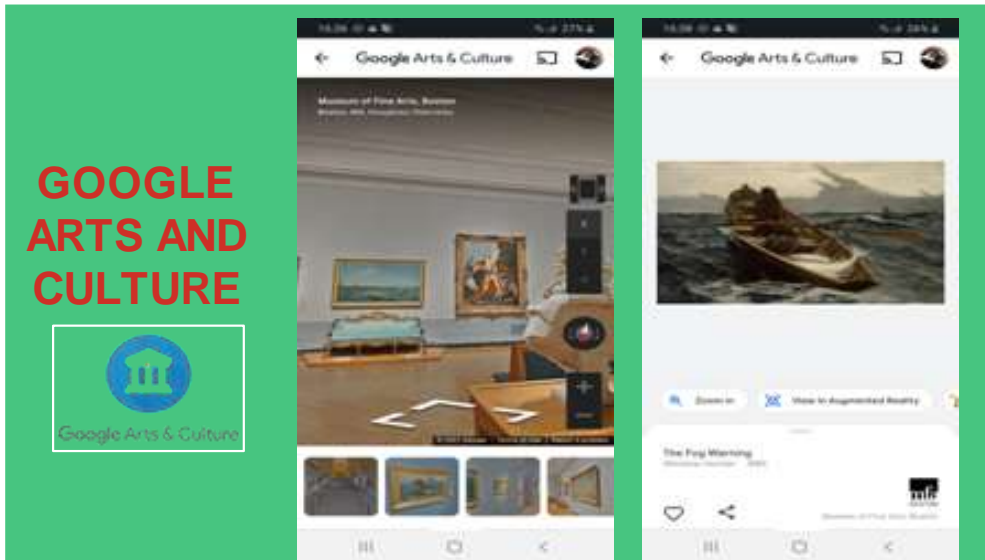 GOOGLE
ARTS AND
CULTURE
Google Arts & Culture
Google Arts & Culture
Museum of Fine Arts, Boston
Google Arts & Culture
Zoom in
View in Augmented Reality
The Fog Warning